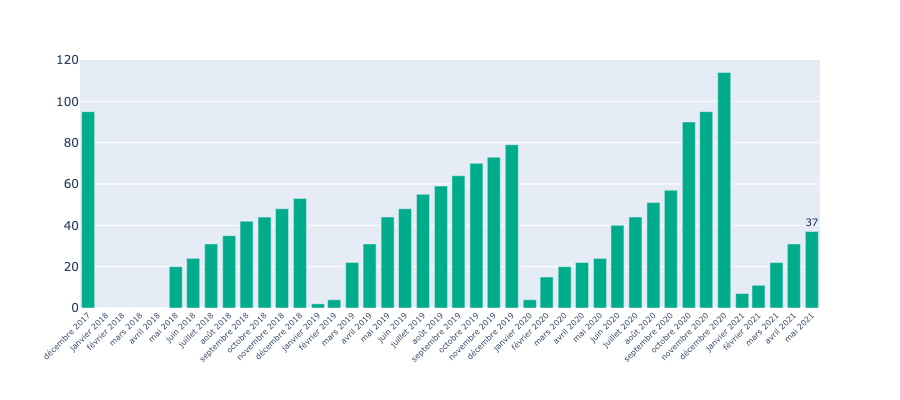 120
100
80
60
40
20
0
37
décembre 2017
janvier 2018
février 2018
mars 2018
avril 2018
mai 2018
juin 2018
juillet 2018
août 2018
septembre 2018
octobre 2018
novembre 2018
décembre 2018
janvier 2019
février 2019
mars 2019
avril 2019
mai 2019
juin 2019
juillet 2019
août 2019
septembre 2019
octobre 2019
novembre 2019
décembre 2019
janvier 2020
février 2020
mars 2020
avril 2020
mai 2020
juin 2020
juillet 2020
août 2020
septembre 2020
octobre 2020
novembre 2020
décembre 2020
janvier 2021
février 2021
mars 2021
avril 2021
mai 2021